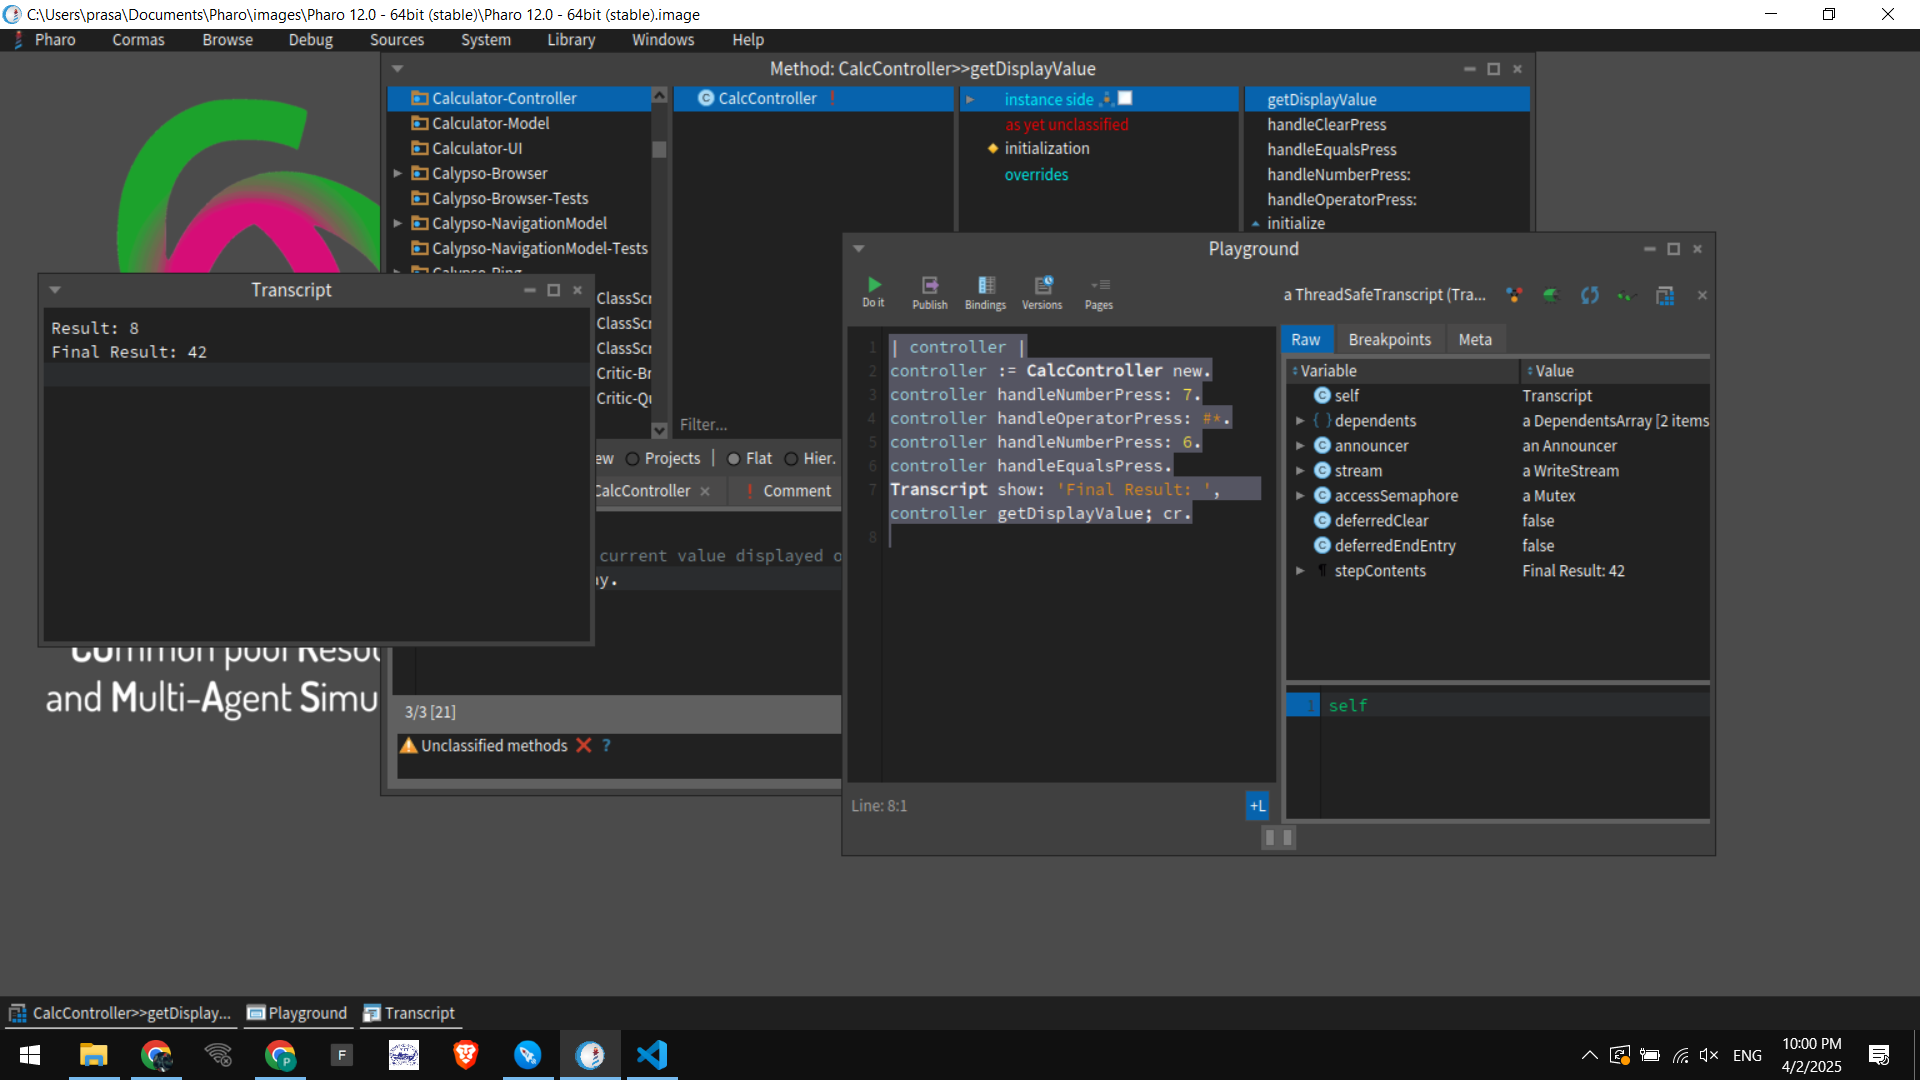 C:\Users\prasa\Documents\Pharo\images\Pharo 12.0 - 64bit (stable)\Pharo 12.0 - 64bit (stable).image
Pharo Cormas Browse Debug Sources System Library Windows Help
Method: CalcController>>getDisplayValue
Calculator-Controller
Calculator-Model
Calculator-UI
Calypso-Browser
Calypso-Browser-Tests
Calypso-NavigationModel
Calypso-NavigationModel-Tests
CalcController
instance side
as yet unclassified
initialization
overrides
getDisplayValue
handleClearPress
handleEqualsPress
handleNumberPress:
handleOperatorPress:
initialize
ClassScr
ClassScr
ClassScr
Critic-Br
Critic-Qu
Filter...
ew Projects | Flat Hier.
CalcController Comment
current value displayed o
ay.
3/3 [21]
Unclassified methods ?
Transcript
Result: 8
Final Result: 42
Common pool Resou
and Multi-Agent Simu
Playground
Do it Publish Bindings Versions Pages
1 | controller |
2 controller := CalcController new.
3 controller handleNumberPress: 7.
4 controller handleOperatorPress: #*.
5 controller handleNumberPress: 6.
6 controller handleEqualsPress.
7 Transcript show: 'Final Result: ',
controller getDisplayValue; cr.
8
Line: 8:1
+L
a ThreadSafeTranscript (Tra...
Raw Breakpoints Meta
Variable Value
self Transcript
dependents a DependentsArray [2 items
announcer an Announcer
stream a WriteStream
accessSemaphore a Mutex
deferredClear false
deferredEndEntry false
stepContents Final Result: 42
1 self
CalcController>>getDisplay... Playground Transcript
F
P
ENG
10:00 PM
4/2/2025